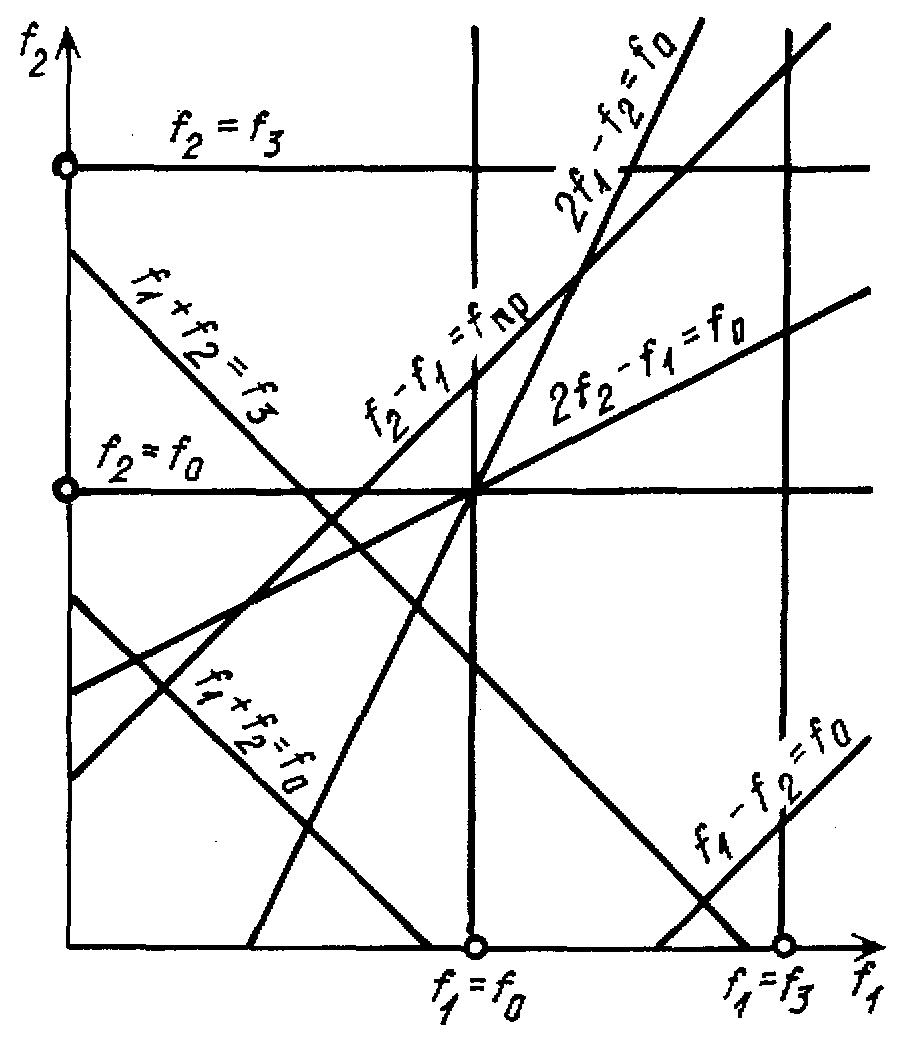 f₂
f₂ = f₃
2f₁ - f₂ = f₀
f₁ + f₂ = f₃
f₂ - f₁ = fпр
2f₂ - f₁ = f₀
f₂ = f₀
f₁ + f₂ = f₀
f₁ - f₂ = f₀
f₁ = f₀
f₁ = f₃
f₁